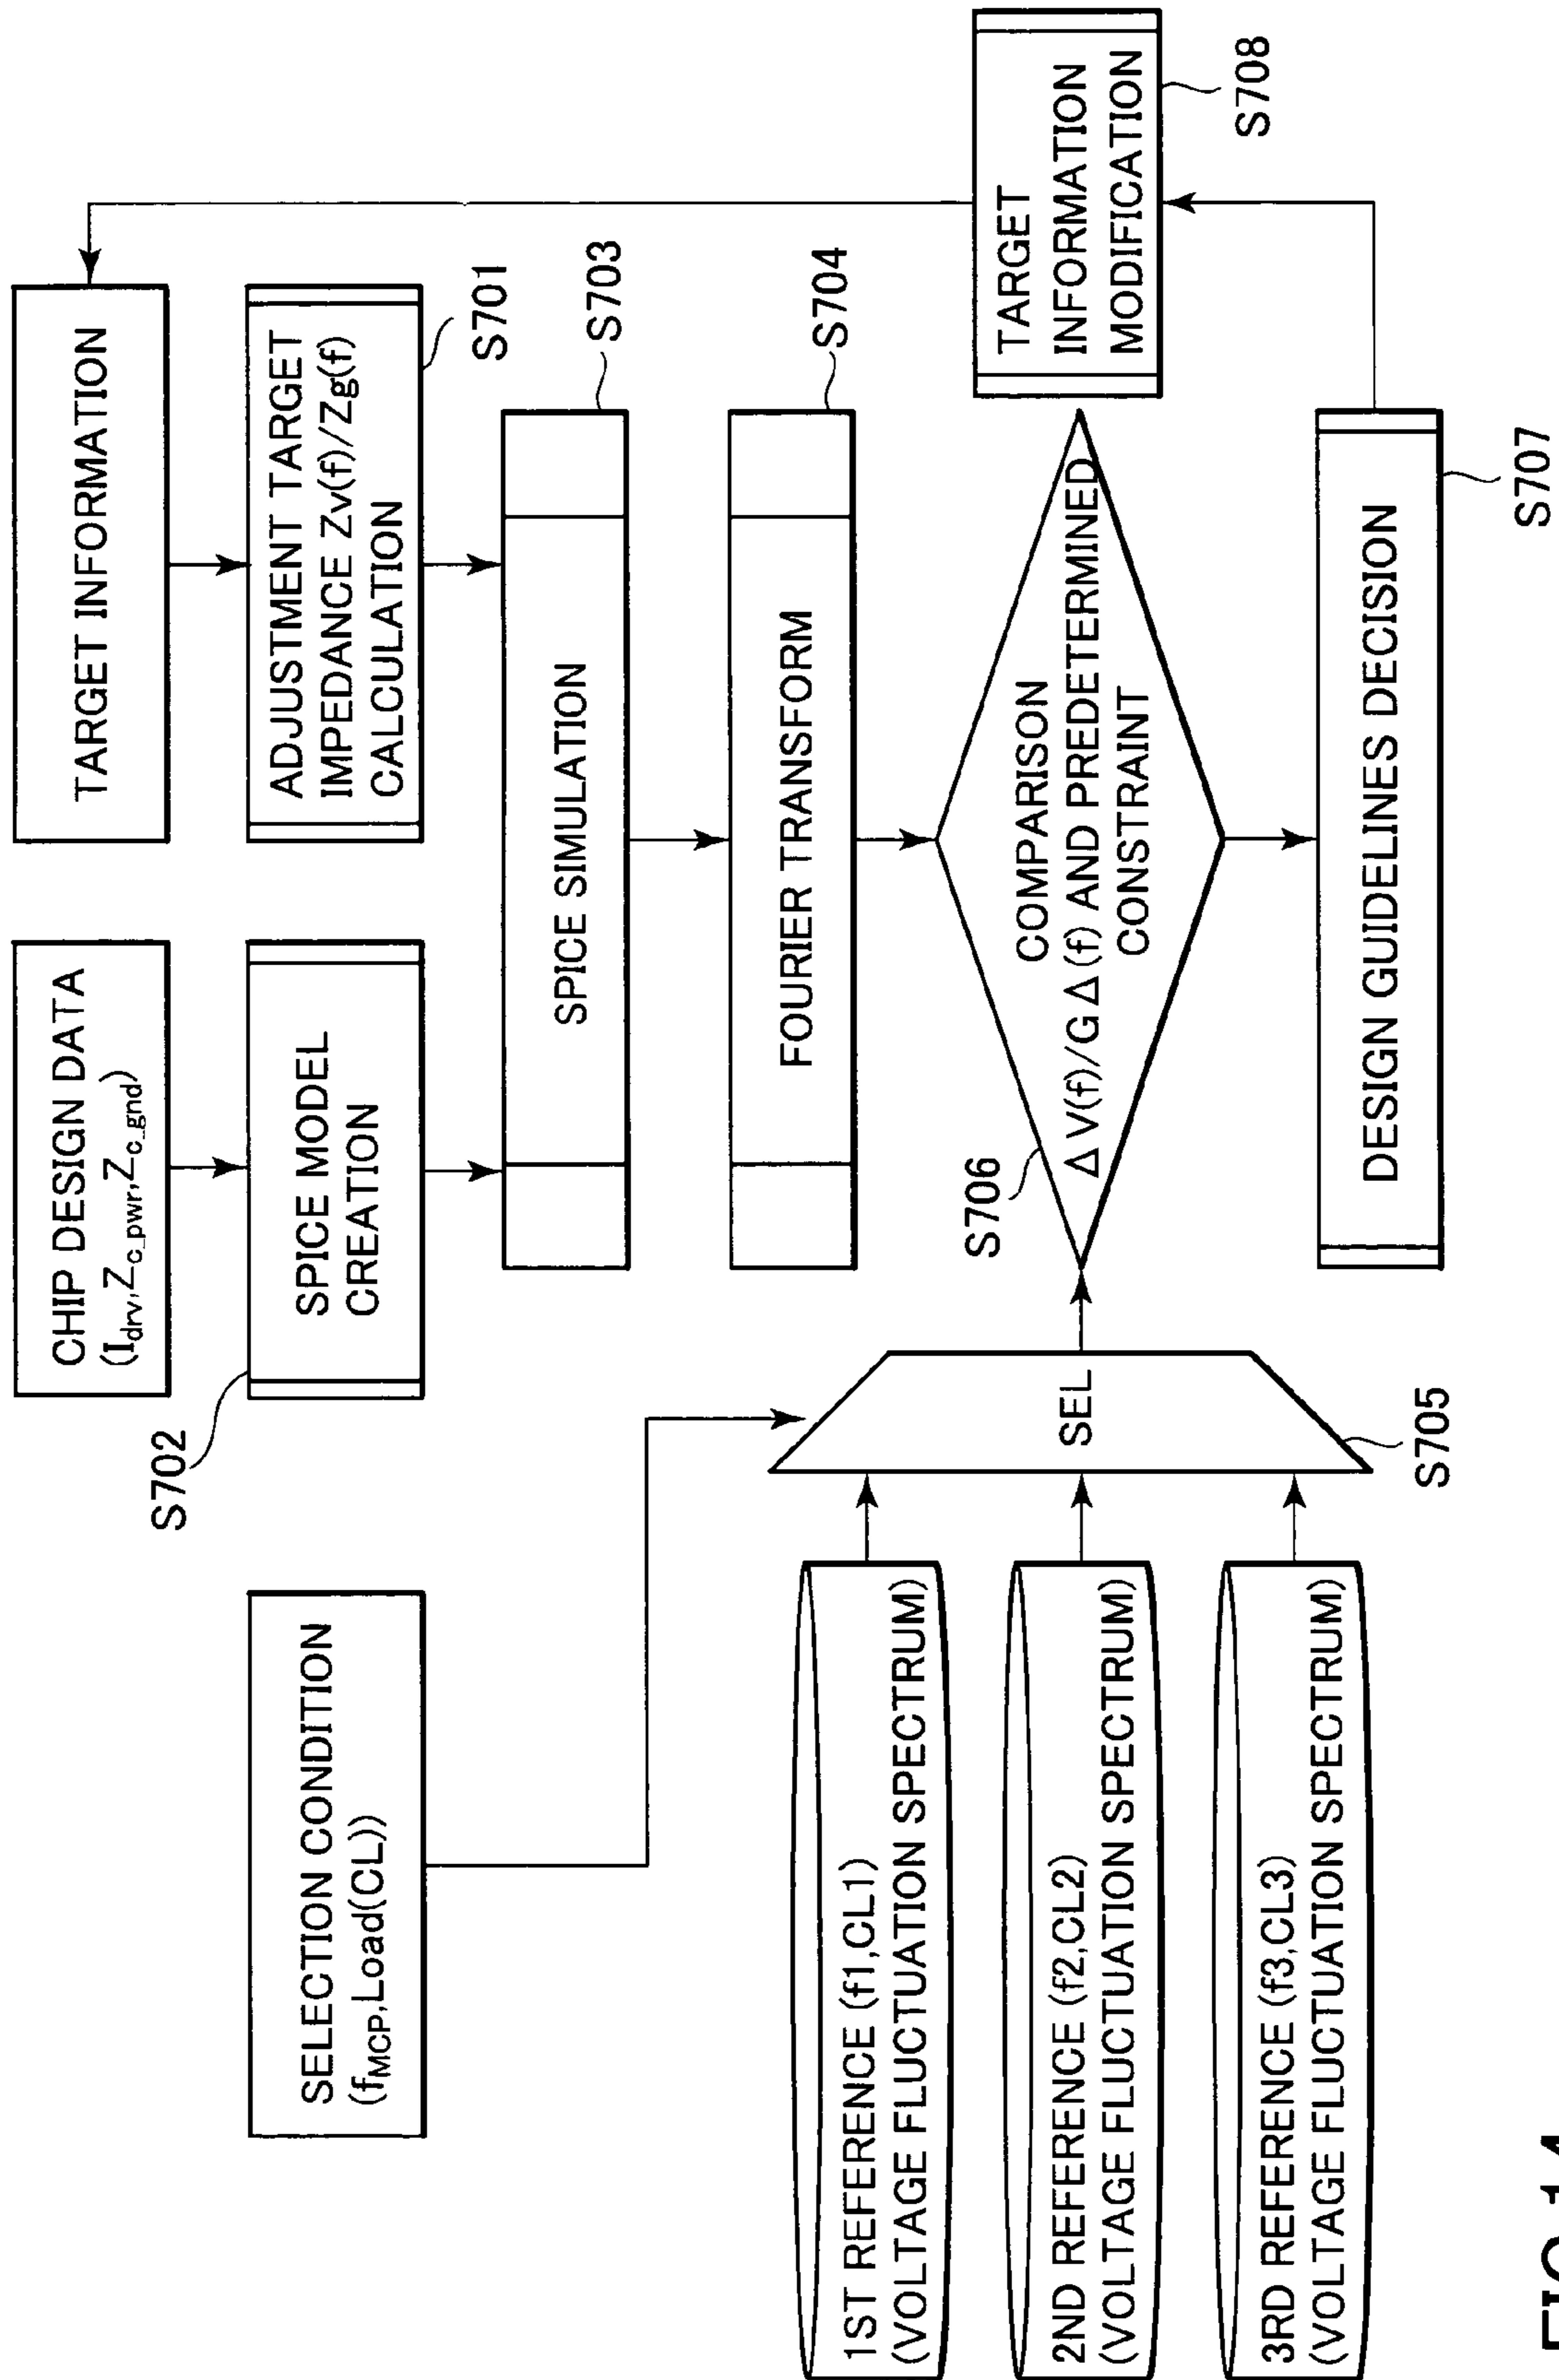 CHIP DESIGN DATA
(Idrv,Zc_pwr,Zc_gnd)
TARGET INFORMATION
S702
SPICE MODEL
CREATION
ADJUSTMENT TARGET
IMPEDANCE Zv(f)/Zg(f)
CALCULATION
S701
SELECTION CONDITION
(fMCP,Load(CL))
SPICE SIMULATION
S703
FOURIER TRANSFORM
S704
1ST REFERENCE (f1,CL1)
(VOLTAGE FLUCTUATION SPECTRUM)
2ND REFERENCE (f2,CL2)
(VOLTAGE FLUCTUATION SPECTRUM)
3RD REFERENCE (f3,CL3)
(VOLTAGE FLUCTUATION SPECTRUM)
SEL
S705
S706
COMPARISON
Δ V(f)/G Δ (f) AND PREDETERMINED
CONSTRAINT
TARGET
INFORMATION
MODIFICATION
S708
DESIGN GUIDELINES DECISION
S707